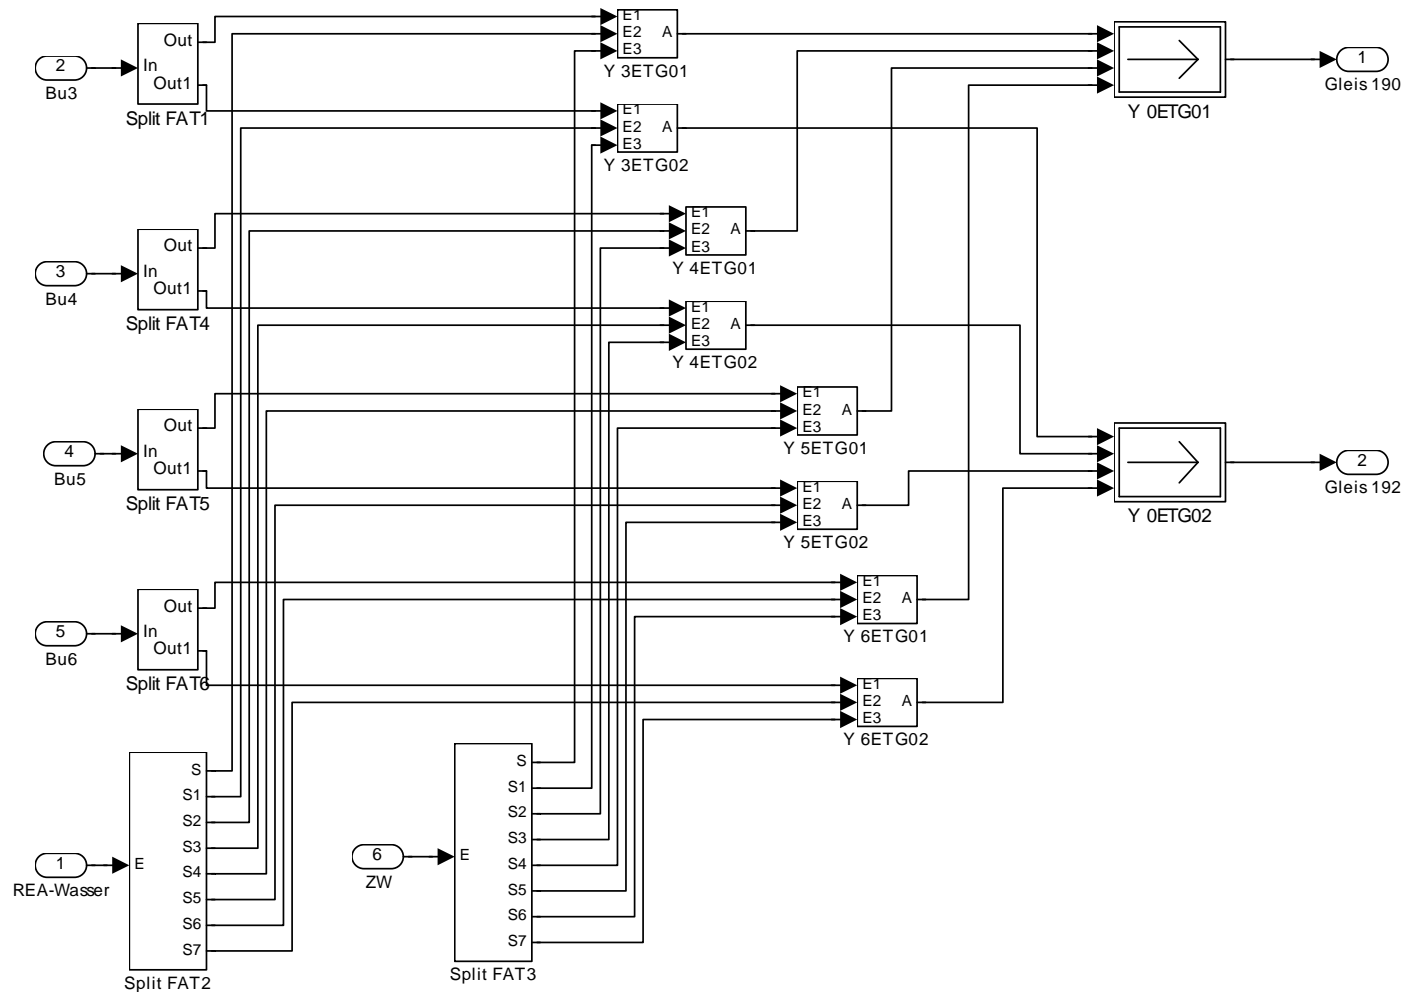 Out
In
Out1
Split FAT1
2
Bu3
E1
E2
E3
A
Y 3ETG01
E1
E2
E3
A
Y 3ETG02
Y 0ETG01
1
Gleis 190
Out
In
Out1
Split FAT4
3
Bu4
E1
E2
E3
A
Y 4ETG01
E1
E2
E3
A
Y 4ETG02
Out
In
Out1
Split FAT5
4
Bu5
E1
E2
E3
A
Y 5ETG01
E1
E2
E3
A
Y 5ETG02
Y 0ETG02
2
Gleis 192
Out
In
Out1
Split FAT6
5
Bu6
E1
E2
E3
A
Y 6ETG01
E1
E2
E3
A
Y 6ETG02
1
REA-Wasser
E
S
S1
S2
S3
S4
S5
S6
S7
Split FAT2
6
ZW
E
S
S1
S2
S3
S4
S5
S6
S7
Split FAT3